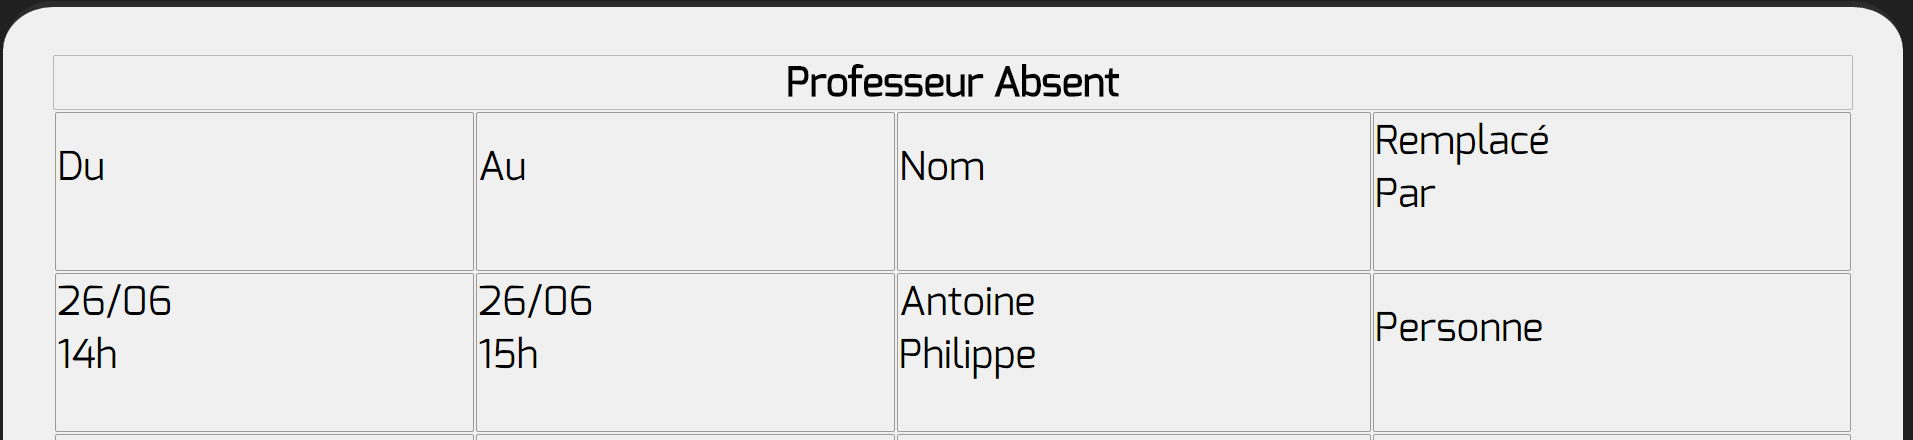 Professeur Absent
Du
Au
Nom
Remplacé
Par
26/06
14h
26/06
15h
Antoine
Philippe
Personne